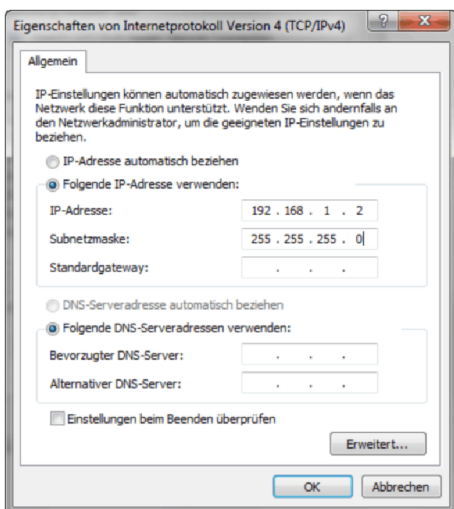 Eigenschaften von Internetprotokoll Version 4 (TCP/IPv4)
Allgemein
IP-Einstellungen können automatisch zugewiesen werden, wenn das
Netzwerk diese Funktion unterstützt. Wenden Sie sich andernfalls an
den Netzwerkadministrator, um die geeigneten IP-Einstellungen zu
beziehen.
IP-Adresse automatisch beziehen
Folgende IP-Adresse verwenden:
IP-Adresse: 192 . 168 . 1 . 2
Subnetzmaske: 255 . 255 . 255 . 0
Standardgateway: . . .
DNS-Serveradresse automatisch beziehen
Folgende DNS-Serveradressen verwenden:
Bevorzugter DNS-Server: . . .
Alternativer DNS-Server: . . .
Einstellungen beim Beenden überprüfen
Erweitert...
OK Abbrechen